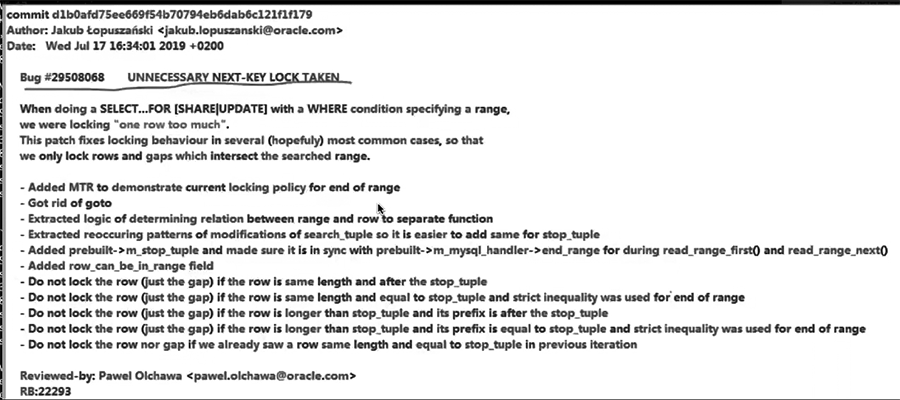 commit d1b0afd75ee669f54b70794eb6dab6c121f1f179
Author: Jakub Łopuszański <jakub.lopuszanski@oracle.com>
Date: Wed Jul 17 16:34:01 2019 +0200
Bug #29508068 UNNECESSARY NEXT-KEY LOCK TAKEN
When doing a SELECT...FOR [SHARE|UPDATE] with a WHERE condition specifying a range,
we were locking "one row too much".
This patch fixes locking behaviour in several (hopefuly) most common cases, so that
we only lock rows and gaps which intersect the searched range.
- Added MTR to demonstrate current locking policy for end of range
- Got rid of goto
- Extracted logic of determining relation between range and row to separate function
- Extracted reoccuring patterns of modifications of search_tuple so it is easier to add same for stop_tuple
- Added prebuilt->m_stop_tuple and made sure it is in sync with prebuilt->m_mysql_handler->end_range for during read_range_first() and read_range_next()
- Added row_can_be_in_range field
- Do not lock the row (just the gap) if the row is same length and after the stop_tuple
- Do not lock the row (just the gap) if the row is same length and equal to stop_tuple and strict inequality was used for end of range
- Do not lock the row (just the gap) if the row is longer than stop_tuple and its prefix is after the stop_tuple
- Do not lock the row (just the gap) if the row is longer than stop_tuple and its prefix is equal to stop_tuple and strict inequality was used for end of range
- Do not lock the row nor gap if we already saw a row same length and equal to stop_tuple in previous iteration
Reviewed-by: Pawel Olchawa <pawel.olchawa@oracle.com>
RB:22293